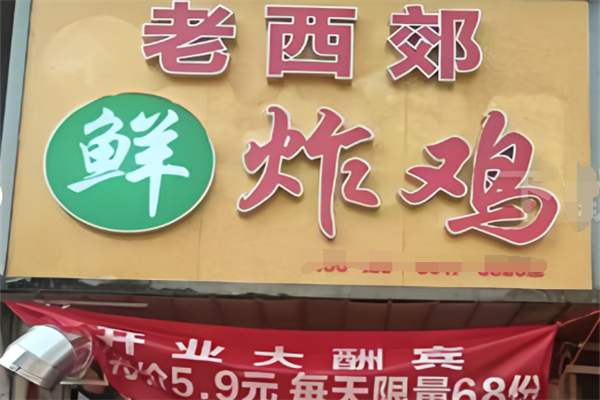 老西郊
鲜炸鸡
开业大酬宾
价5.9元 每天限量68份